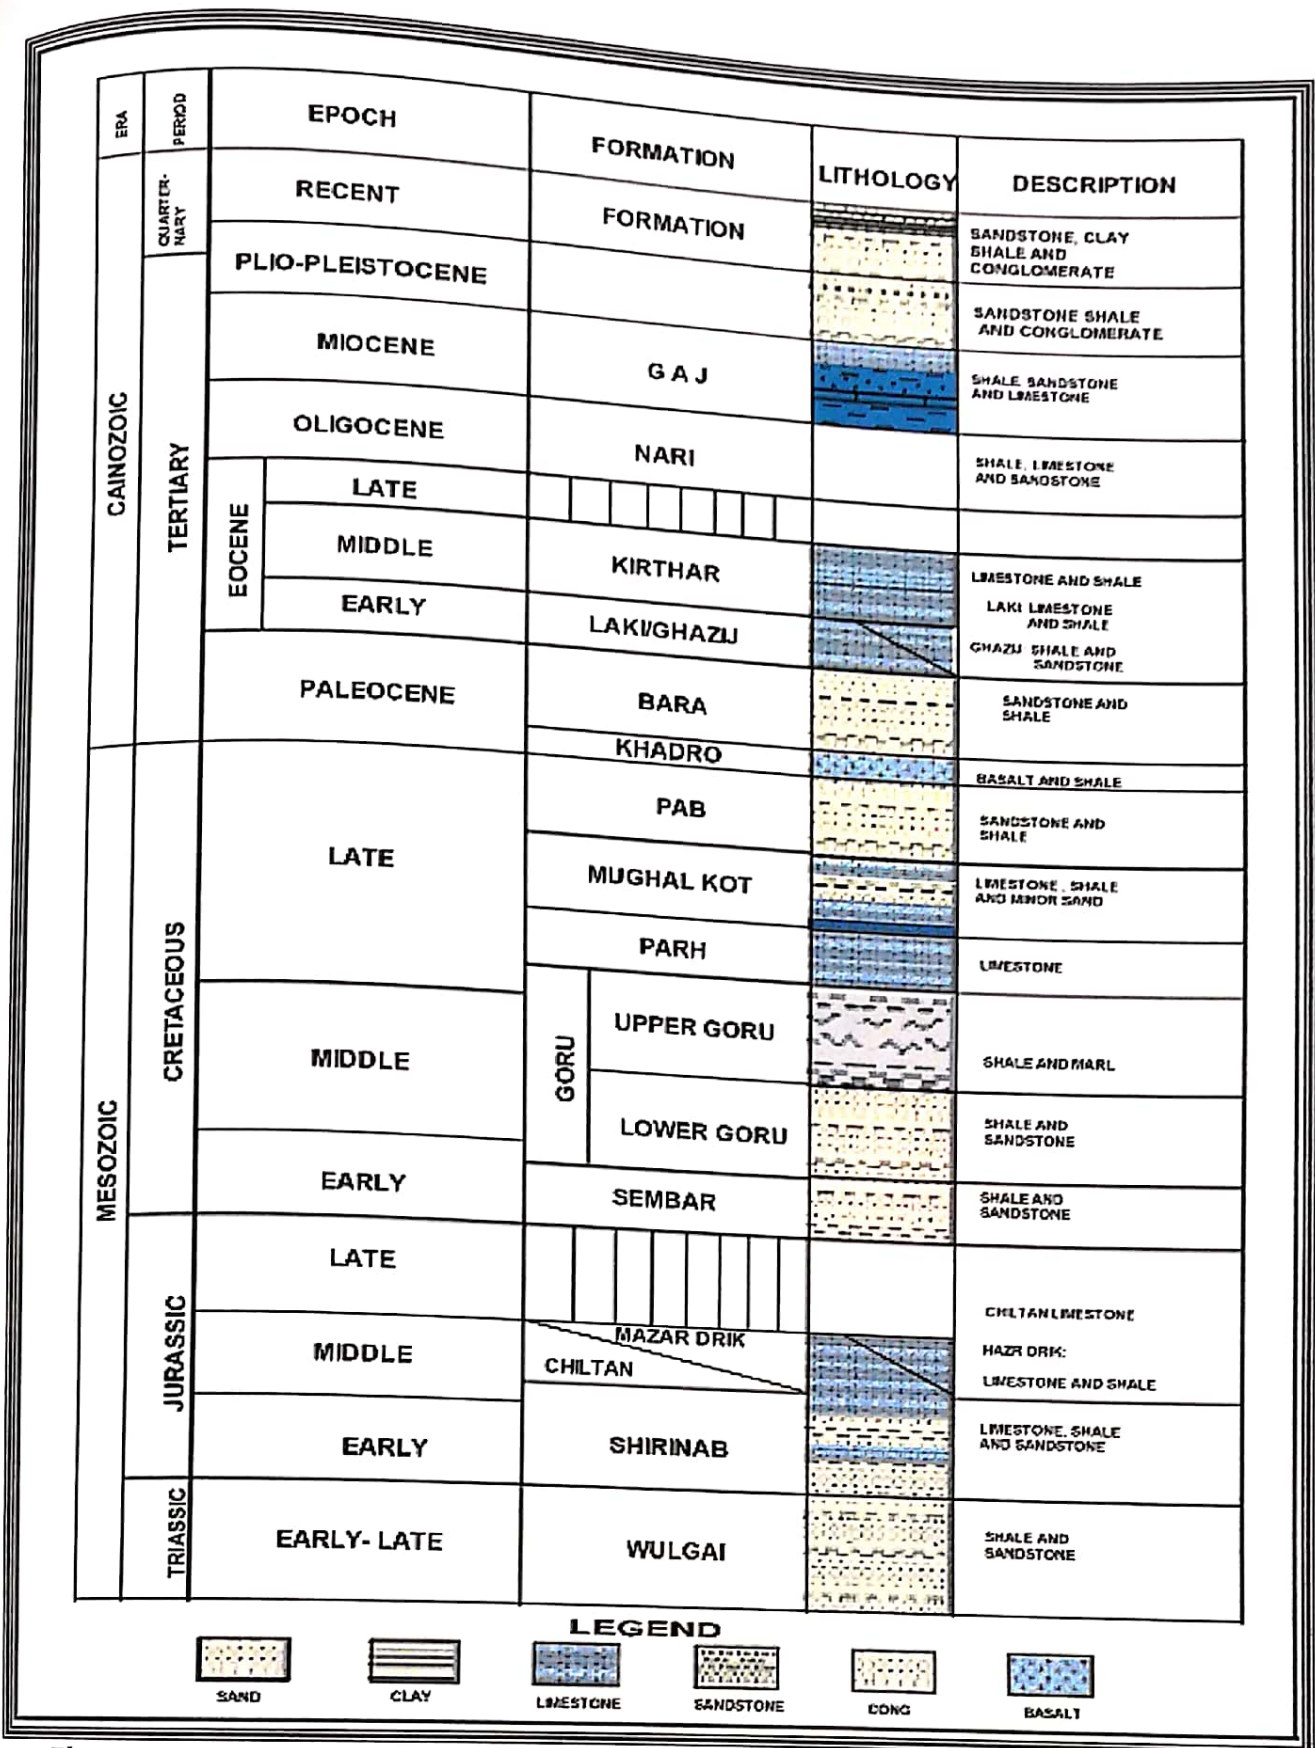 ERA
PERIOD
EPOCH
FORMATION
LITHOLOGY
DESCRIPTION
CAINOZOIC
QUARTER-
NARY
RECENT
FORMATION
SANDSTONE, CLAY
SHALE AND
CONGLOMERATE
TERTIARY
PLIO-PLEISTOCENE
SANDSTONE SHALE
AND CONGLOMERATE
MIOCENE
GAJ
SHALE SANDSTONE
AND LIMESTONE
OLIGOCENE
NARI
SHALE, LIMESTONE
AND SANDSTONE
EOCENE
LATE
MIDDLE
KIRTHAR
LIMESTONE AND SHALE
EARLY
LAKI/GHAZIJ
LAKI: LIMESTONE
AND SHALE
GHAZIJ SHALE AND
SANDSTONE
PALEOCENE
BARA
SANDSTONE AND
SHALE
KHADRO
BASALT AND SHALE
MESOZOIC
CRETACEOUS
LATE
PAB
SANDSTONE AND
SHALE
MUGHAL KOT
LIMESTONE, SHALE
AND MINOR SAND
PARH
LIMESTONE
MIDDLE
GORU
UPPER GORU
SHALE AND MARL
LOWER GORU
SHALE AND
SANDSTONE
EARLY
SEMBAR
SHALE AND
SANDSTONE
JURASSIC
LATE
CHILTAN LIMESTONE
MIDDLE
MAZAR DRIK
CHILTAN
HAZR DRIK:
LIMESTONE AND SHALE
EARLY
SHIRINAB
LIMESTONE, SHALE
AND SANDSTONE
TRIASSIC
EARLY- LATE
WULGAI
SHALE AND
SANDSTONE
LEGEND
SAND
CLAY
LIMESTONE
SANDSTONE
CONG
BASALT